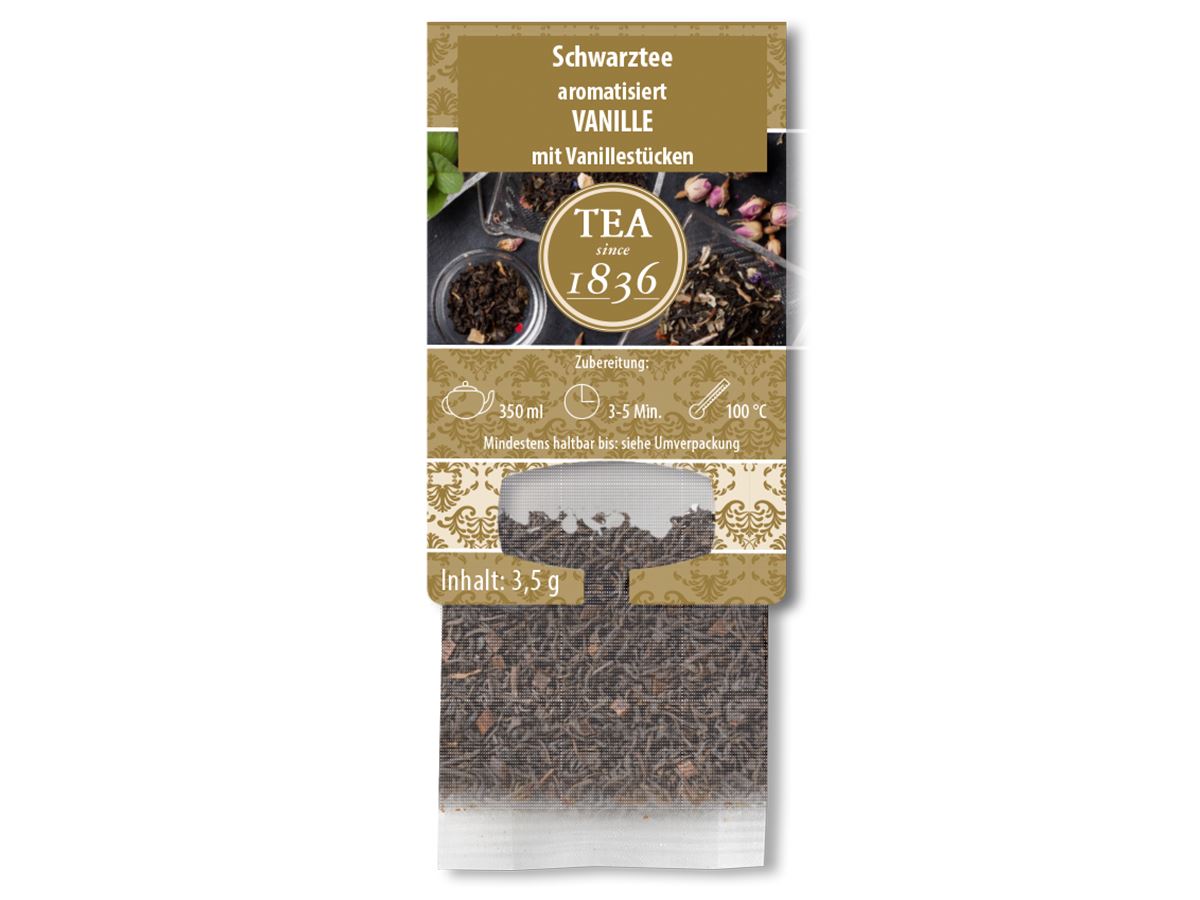 Schwarztee
aromatisiert
VANILLE
mit Vanillestücken
TEA
since
1836
Zubereitung:
350 ml 3-5 Min. 100 °C
Mindestens haltbar bis: siehe Umverpackung
Inhalt: 3,5 g